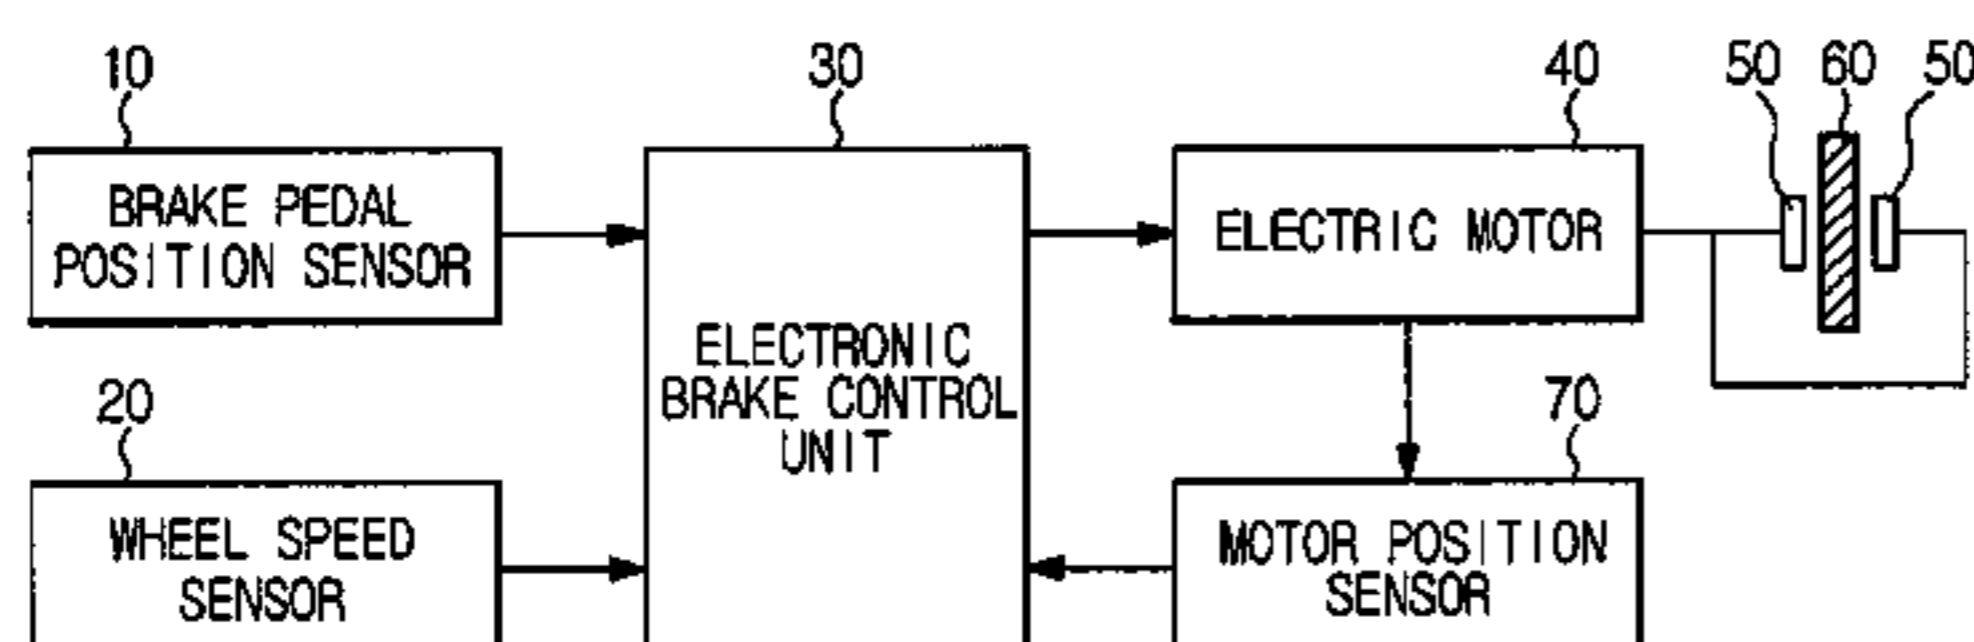 10
30
40
50 60 50
BRAKE PEDAL
POSITION SENSOR
ELECTRIC MOTOR
ELECTRONIC
BRAKE CONTROL
UNIT
20
70
WHEEL SPEED
SENSOR
MOTOR POSITION
SENSOR